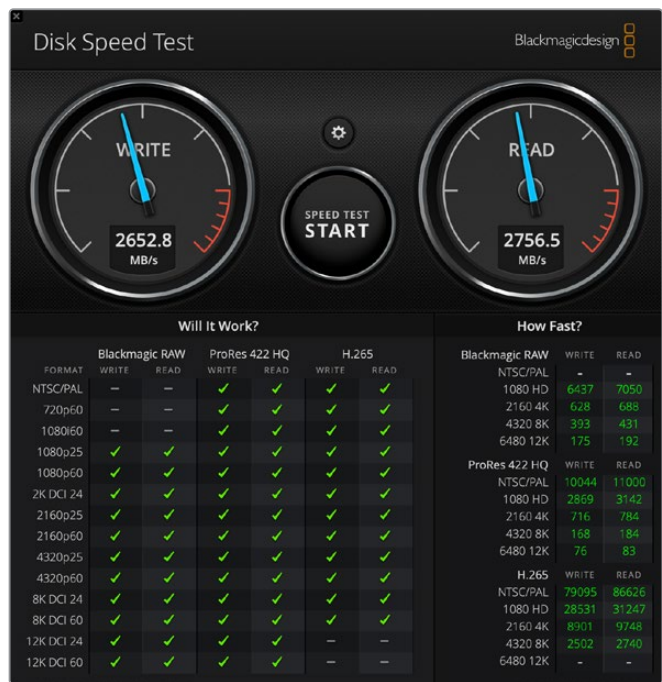 Disk Speed Test
Blackmagicdesign
WRITE
2652.8
MB/s
SPEED TEST
START
READ
2756.5
MB/s
Will It Work?
Blackmagic RAW ProRes 422 HQ H.265
FORMAT WRITE READ WRITE READ WRITE READ
NTSC/PAL – – ✓ ✓ ✓ ✓
720p60 – – ✓ ✓ ✓ ✓
1080i60 – – ✓ ✓ ✓ ✓
1080p25 ✓ ✓ ✓ ✓ ✓ ✓
1080p60 ✓ ✓ ✓ ✓ ✓ ✓
2K DCI 24 ✓ ✓ ✓ ✓ ✓ ✓
2160p25 ✓ ✓ ✓ ✓ ✓ ✓
2160p60 ✓ ✓ ✓ ✓ ✓ ✓
4320p25 ✓ ✓ ✓ ✓ ✓ ✓
4320p60 ✓ ✓ ✓ ✓ ✓ ✓
8K DCI 24 ✓ ✓ ✓ ✓ ✓ ✓
8K DCI 60 ✓ ✓ ✓ ✓ ✓ ✓
12K DCI 24 ✓ ✓ ✓ ✓ – –
12K DCI 60 ✓ ✓ ✓ ✓ – –
How Fast?
Blackmagic RAW WRITE READ
NTSC/PAL - -
1080 HD 6437 7050
2160 4K 628 688
4320 8K 393 431
6480 12K 175 192
ProRes 422 HQ WRITE READ
NTSC/PAL 10044 11000
1080 HD 2869 3142
2160 4K 716 784
4320 8K 168 184
6480 12K 76 83
H.265 WRITE READ
NTSC/PAL 79095 86626
1080 HD 28531 31247
2160 4K 8901 9748
4320 8K 2502 2740
6480 12K - -